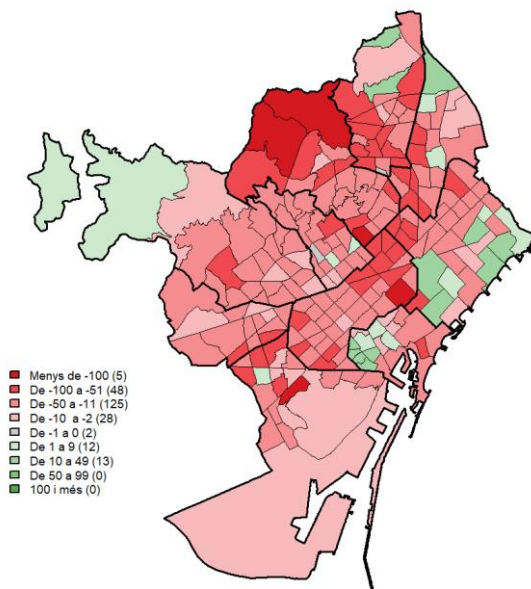 Menys de -100 (5)
De -100 a -51 (48)
De -50 a -11 (125)
De -10 a -2 (28)
De -1 a 0 (2)
De 1 a 9 (12)
De 10 a 49 (13)
De 50 a 99 (0)
100 i més (0)